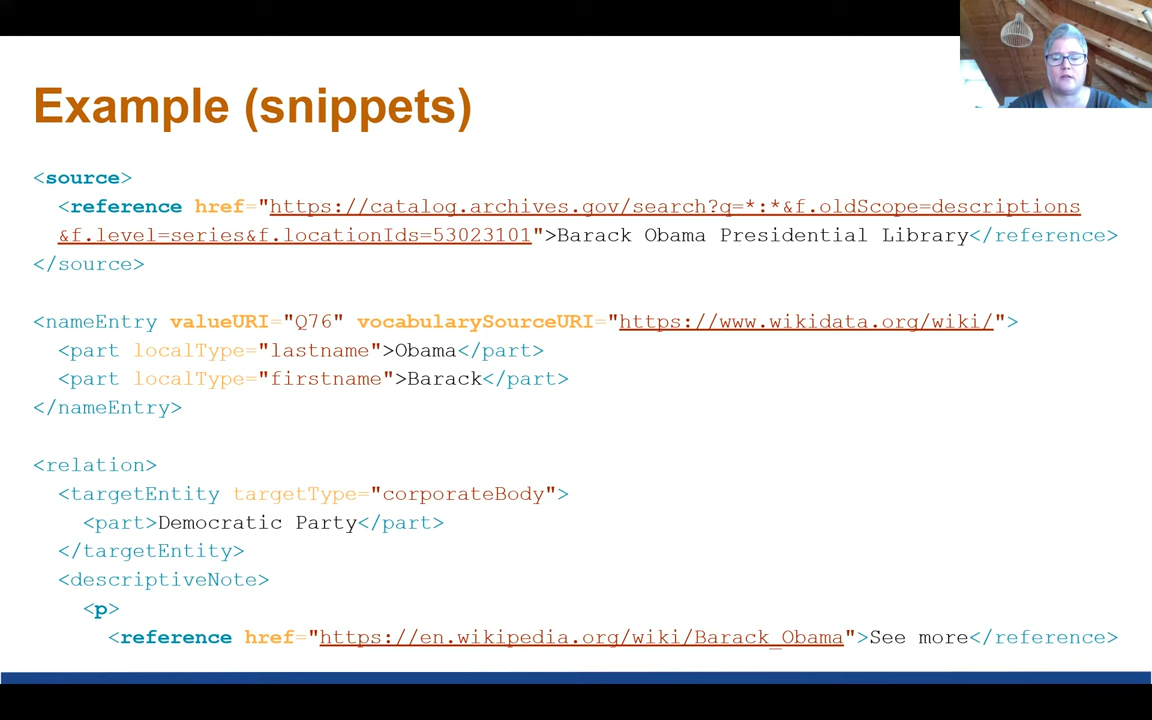 Example (snippets)
<source>
<reference href="https://catalog.archives.gov/search?q=*:*&f.oldScope=descriptions
&f.level=series&f.locationIds=53023101">Barack Obama Presidential Library</reference>
</source>
<nameEntry valueURI="Q76" vocabularySourceURI="https://www.wikidata.org/wiki/">
<part localType="lastname">Obama</part>
<part localType="firstname">Barack</part>
</nameEntry>
<relation>
<targetEntity targetType="corporateBody">
<part>Democratic Party</part>
</targetEntity>
<descriptiveNote>
<p>
<reference href="https://en.wikipedia.org/wiki/Barack_Obama">See more</reference>